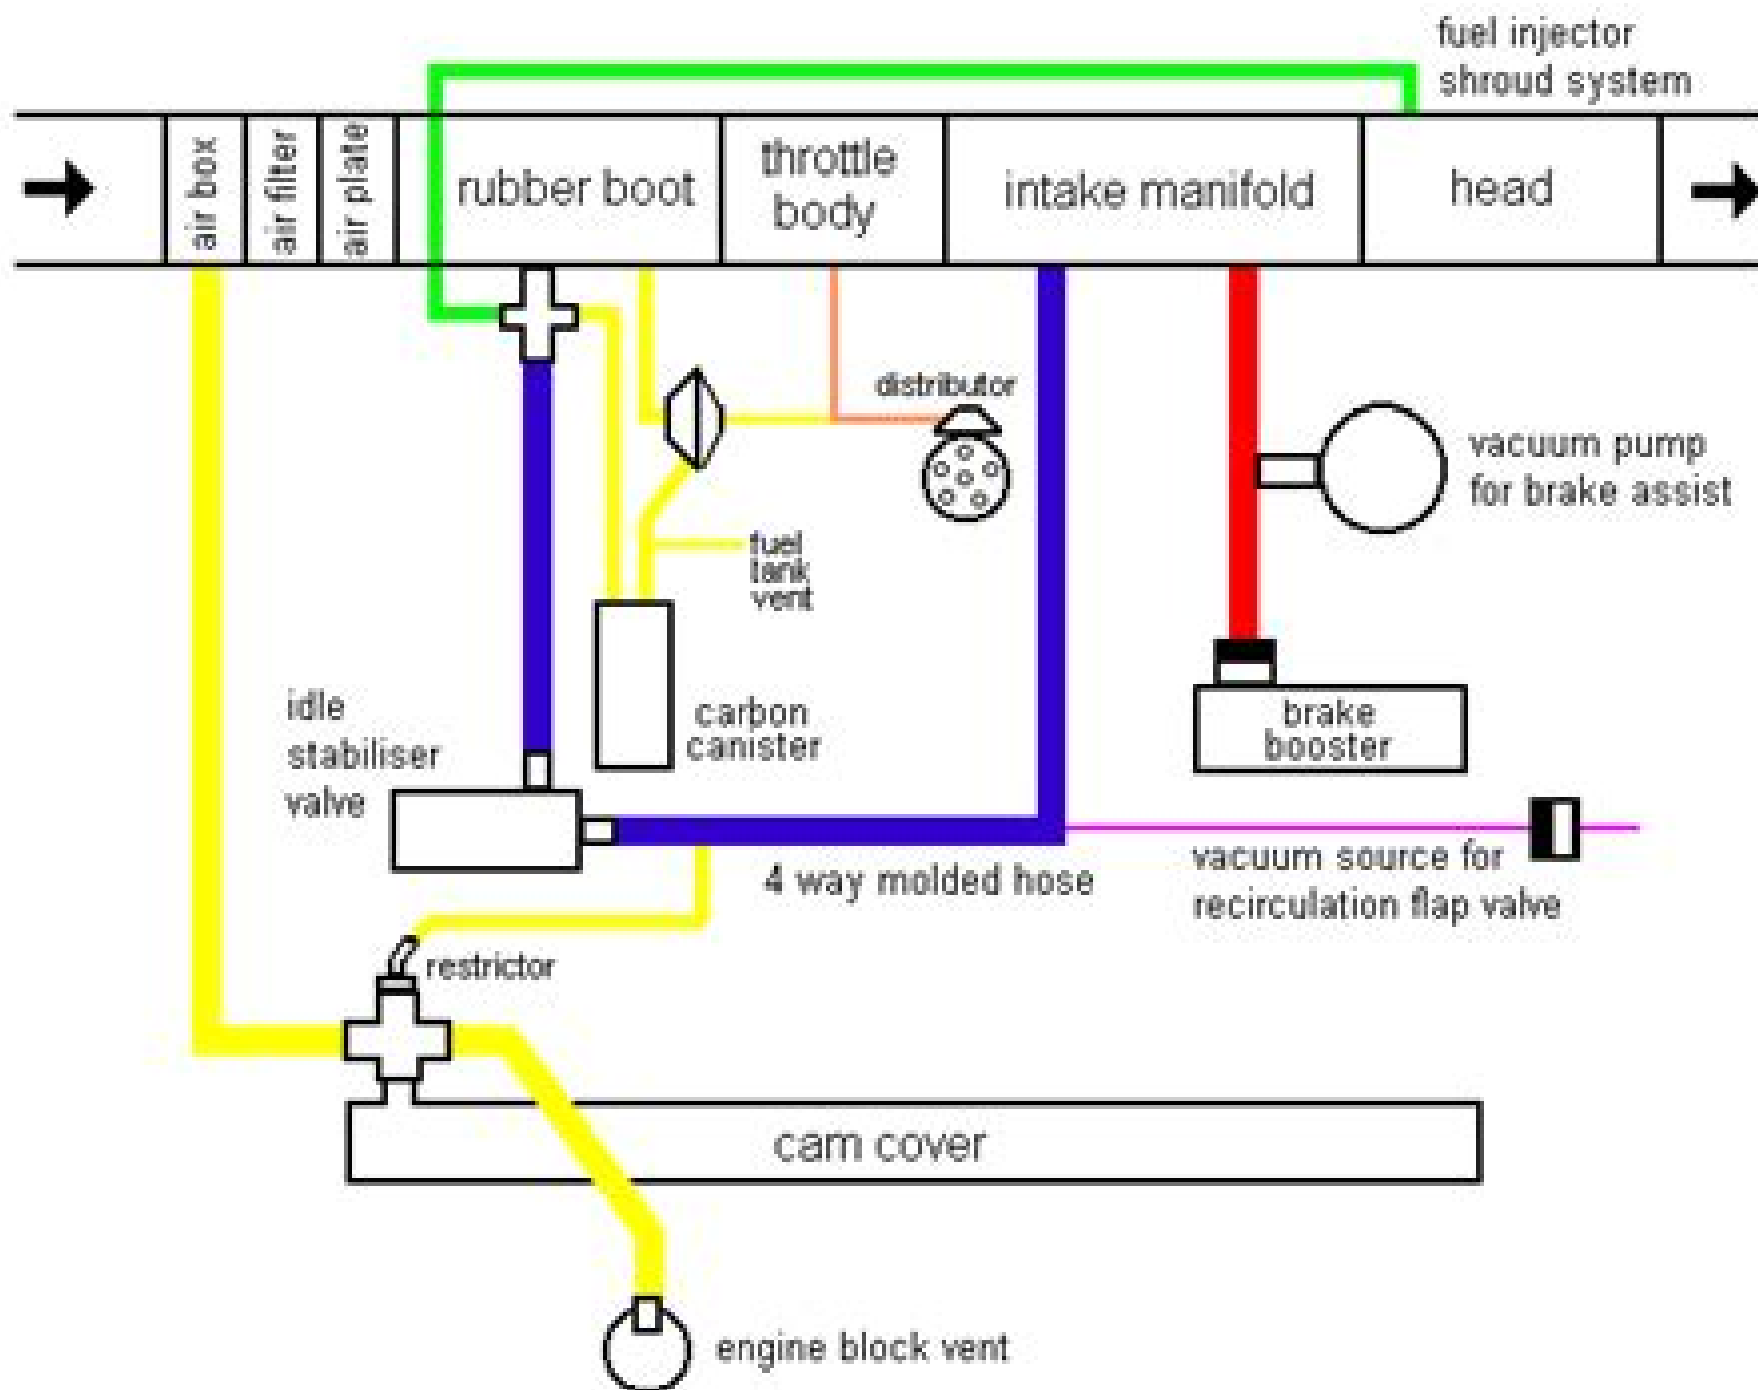 fuel injector
shroud system
air box
air filter
air plate
rubber boot
throttle
body
intake manifold
head
distributor
vacuum pump
for brake assist
fuel
tank
vent
idle
stabiliser
valve
carbon
canister
brake
booster
4 way molded hose
vacuum source for
recirculation flap valve
restrictor
cam cover
engine block vent